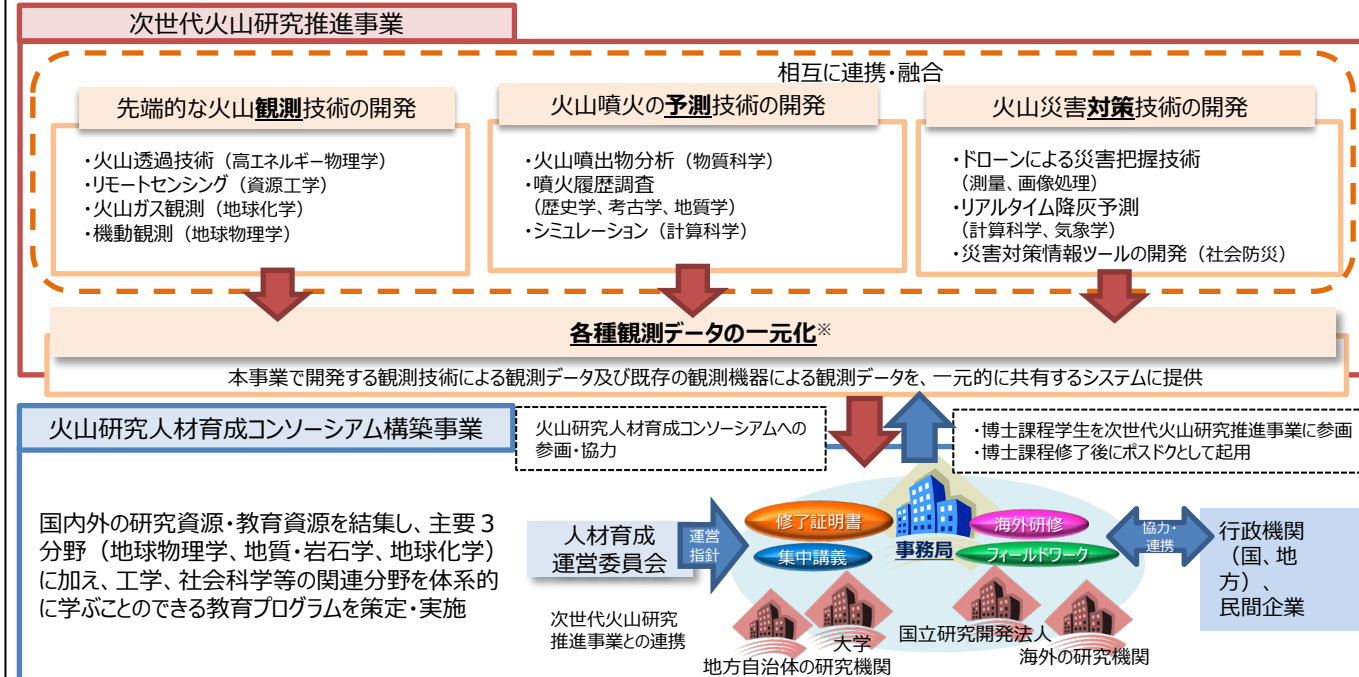 次世代火山研究推進事業
相互に連携・融合
先端的な火山観測技術の開発
・火山透過技術（高エネルギー物理学）
・リモートセンシング（資源工学）
・火山ガス観測（地球化学）
・機動観測（地球物理学）
火山噴火の予測技術の開発
・火山噴出物分析（物質科学）
・噴火履歴調査
（歴史学、考古学、地質学）
・シミュレーション（計算科学）
火山災害対策技術の開発
・ドローンによる災害把握技術
（測量、画像処理）
・リアルタイム降灰予測
（計算科学、気象学）
・災害対策情報ツールの開発（社会防災）
各種観測データの一元化※
本事業で開発する観測技術による観測データ及び既存の観測機器による観測データを、一元的に共有するシステムに提供
火山研究人材育成コンソーシアム構築事業
火山研究人材育成コンソーシアムへの
参画・協力
・博士課程学生を次世代火山研究推進事業に参画
・博士課程修了後にポスドクとして起用
国内外の研究資源・教育資源を結集し、主要３
分野（地球物理学、地質・岩石学、地球化学）
に加え、工学、社会科学等の関連分野を体系的
に学ぶことのできる教育プログラムを策定・実施
人材育成
運営委員会
運営
指針
次世代火山研究
推進事業との連携
修了証明書
集中講義
事務局
海外研修
フィールドワーク
協力・
連携
行政機関
（国、地
方）、
民間企業
大学
地方自治体の研究機関
国立研究開発法人
海外の研究機関